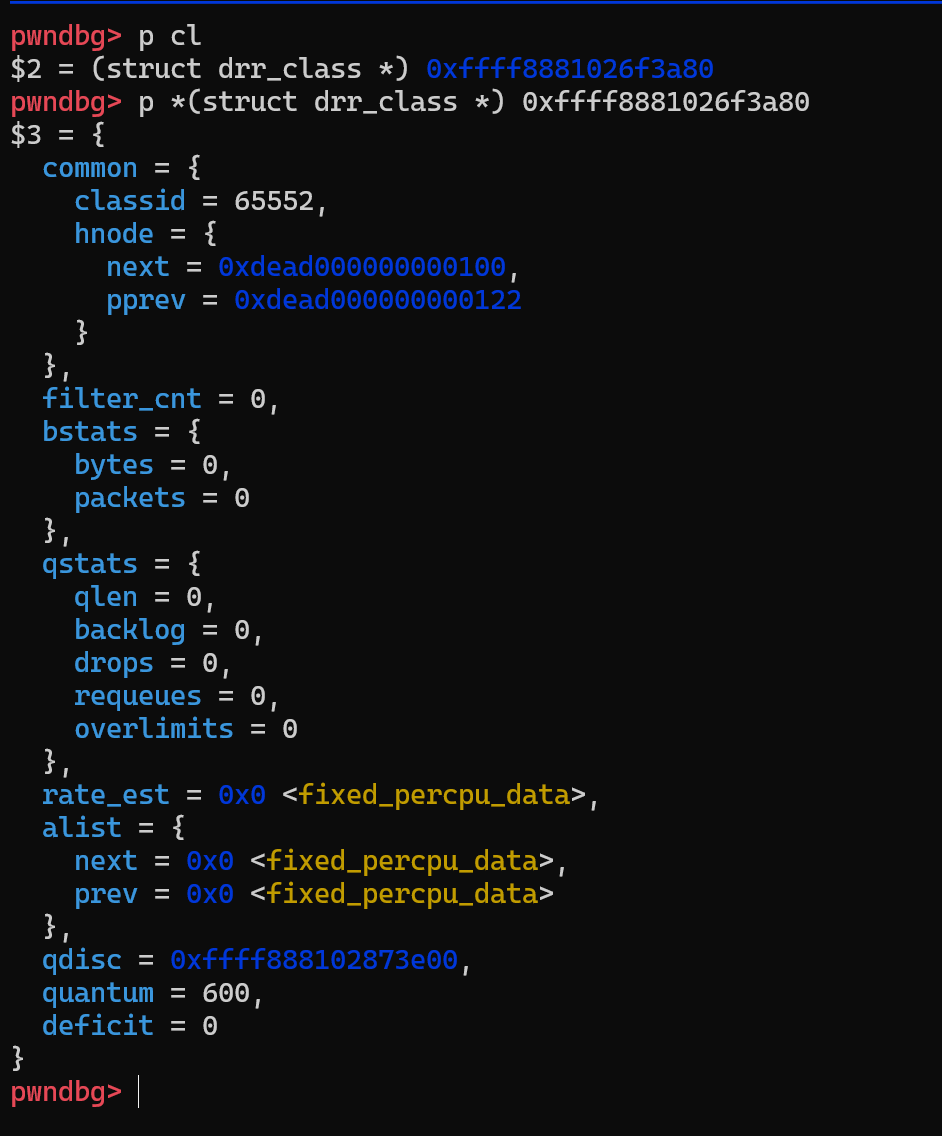 pwndbg> p cl
$2 = (struct drr_class *) 0xffff8881026f3a80
pwndbg> p *(struct drr_class *) 0xffff8881026f3a80
$3 = {
  common = {
    classid = 65552,
    hnode = {
      next = 0xdead000000000100,
      pprev = 0xdead000000000122
    }
  },
  filter_cnt = 0,
  bstats = {
    bytes = 0,
    packets = 0
  },
  qstats = {
    qlen = 0,
    backlog = 0,
    drops = 0,
    requeues = 0,
    overlimits = 0
  },
  rate_est = 0x0 <fixed_percpu_data>,
  alist = {
    next = 0x0 <fixed_percpu_data>,
    prev = 0x0 <fixed_percpu_data>
  },
  qdisc = 0xffff888102873e00,
  quantum = 600,
  deficit = 0
}
pwndbg>